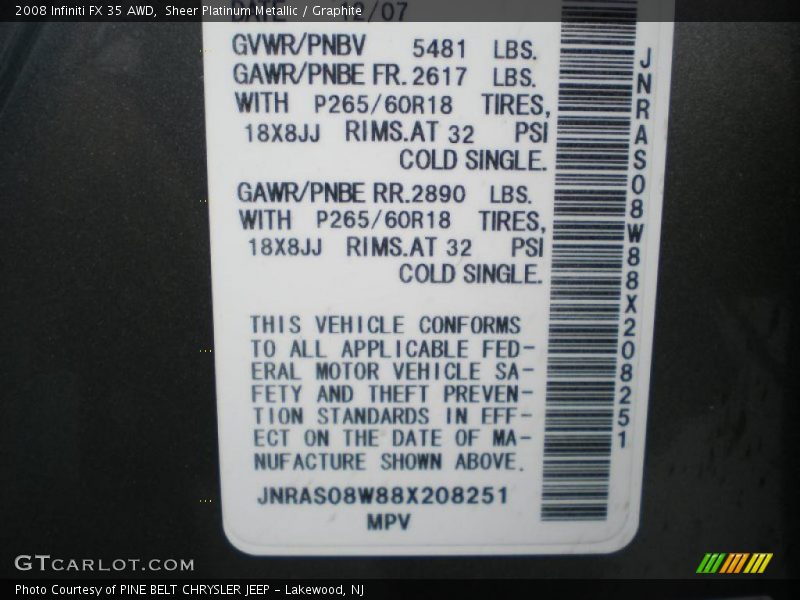 2008 Infiniti FX 35 AWD,  Sheer Platinum Metallic / Graphite
DATE 12/07
GVWR/PNBV 5481 LBS.
GAWR/PNBE FR. 2617 LBS.
WITH P265/60R18 TIRES,
18X8JJ RIMS.AT 32 PSI
COLD SINGLE.
GAWR/PNBE RR. 2890 LBS.
WITH P265/60R18 TIRES,
18X8JJ RIMS.AT 32 PSI
COLD SINGLE.
THIS VEHICLE CONFORMS
TO ALL APPLICABLE FED-
ERAL MOTOR VEHICLE SA-
FETY AND THEFT PREVEN-
TION STANDARDS IN EFF-
ECT ON THE DATE OF MA-
NUFACTURE SHOWN ABOVE.
JNRAS08W88X208251
MPV
JNRAS08W88X208251
GTCARLOT.COM
Photo Courtesy of PINE BELT CHRYSLER JEEP - Lakewood, NJ